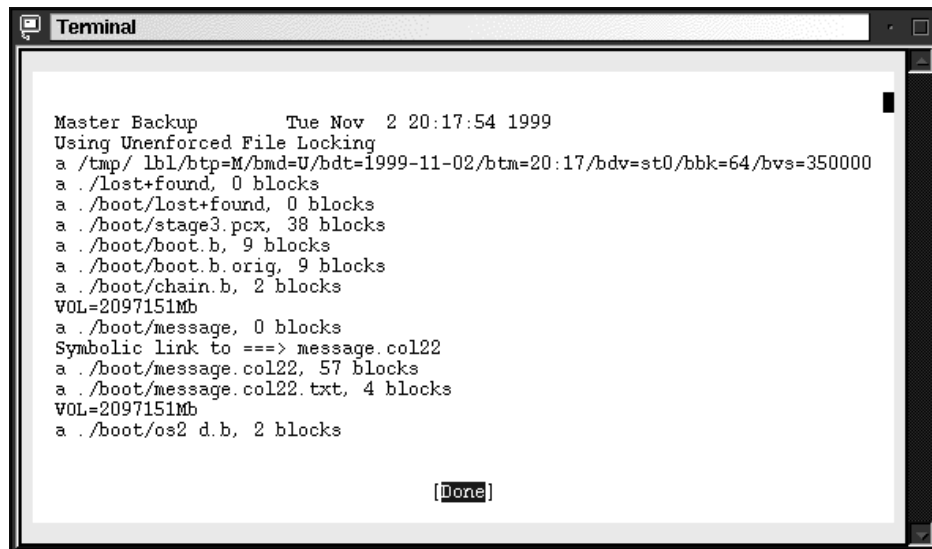 Terminal
Master Backup Tue Nov 2 20:17:54 1999
Using Unenforced File Locking
a /tmp/ lbl/btp=M/bmd=U/bdt=1999-11-02/btm=20:17/bdv=st0/bbk=64/bvs=350000
a ./lost+found, 0 blocks
a ./boot/lost+found, 0 blocks
a ./boot/stage3.pcx, 38 blocks
a ./boot/boot.b, 9 blocks
a ./boot/boot.b.orig, 9 blocks
a ./boot/chain.b, 2 blocks
VOL=2097151Mb
a ./boot/message, 0 blocks
Symbolic link to ===> message.col22
a ./boot/message.col22, 57 blocks
a ./boot/message.col22.txt, 4 blocks
VOL=2097151Mb
a ./boot/os2 d.b, 2 blocks
[Done]